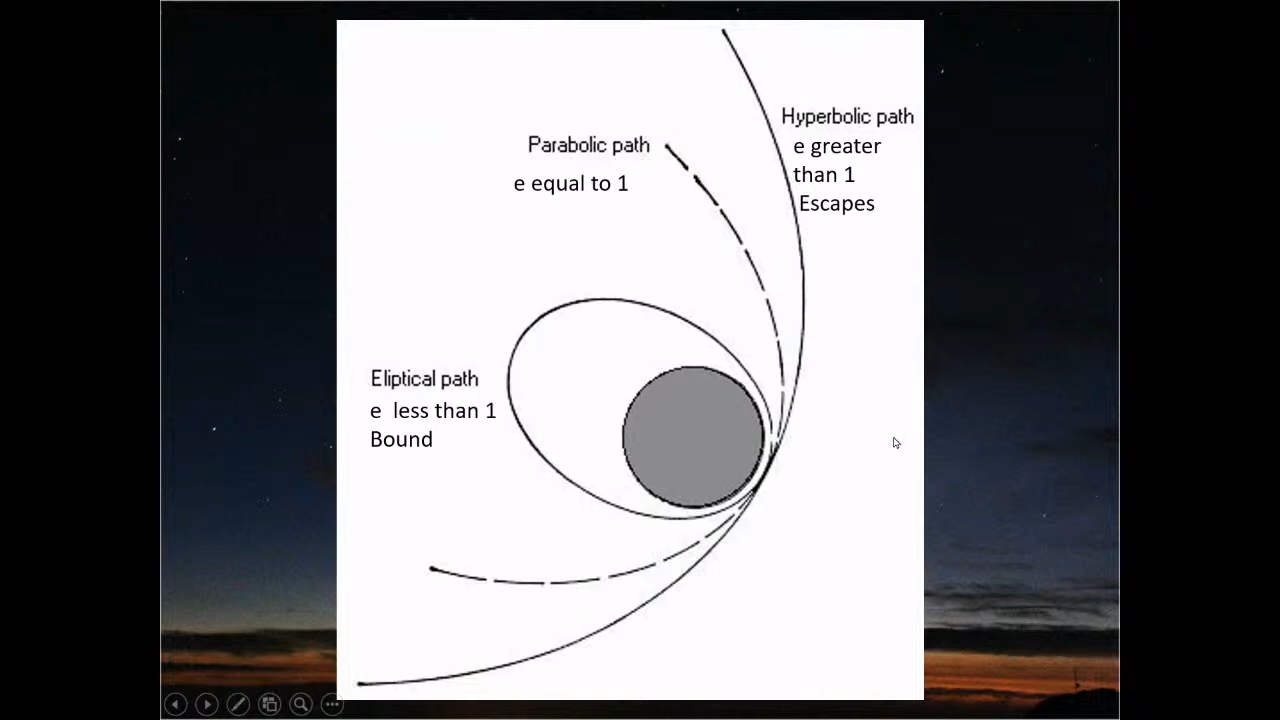 Hyperbolic path
e greater
than 1
Escapes
Parabolic path
e equal to 1
Eliptical path
e less than 1
Bound